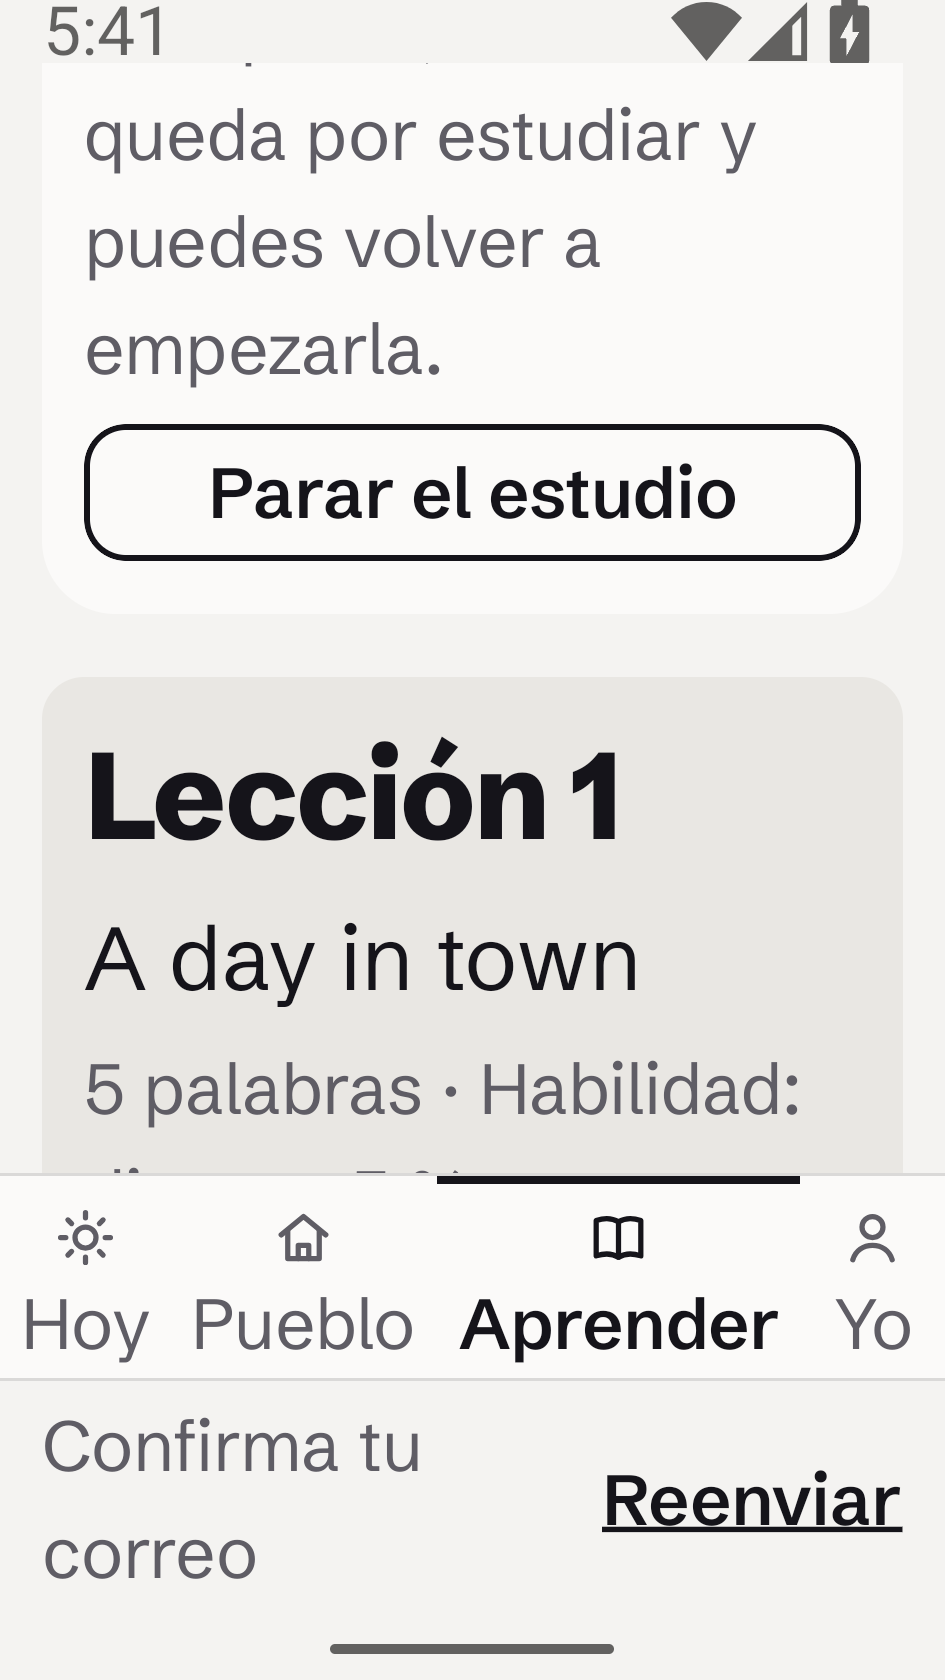 5:41
queda por estudiar y
puedes volver a
empezarla.
Parar el estudio
Lección 1
A day in town
5 palabras · Habilidad:
Hoy
Pueblo
Aprender
Yo
Confirma tu
correo
Reenviar